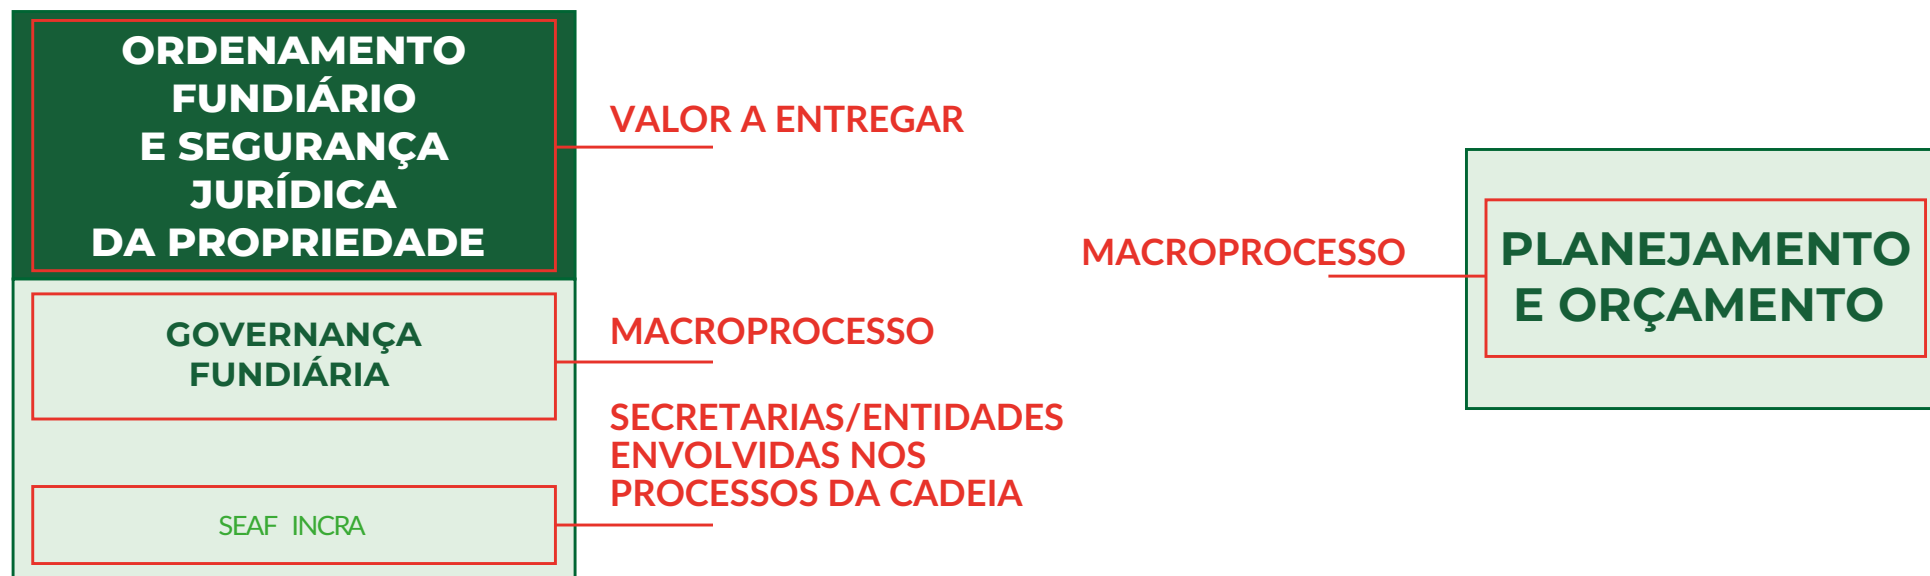 ORDENAMENTO
FUNDIÁRIO
E SEGURANÇA
JURÍDICA
DA PROPRIEDADE
VALOR A ENTREGAR
GOVERNANÇA
FUNDIÁRIA
MACROPROCESSO
SECRETARIAS/ENTIDADES
ENVOLVIDAS NOS
PROCESSOS DA CADEIA
SEAF INCRA
MACROPROCESSO
PLANEJAMENTO
E ORÇAMENTO